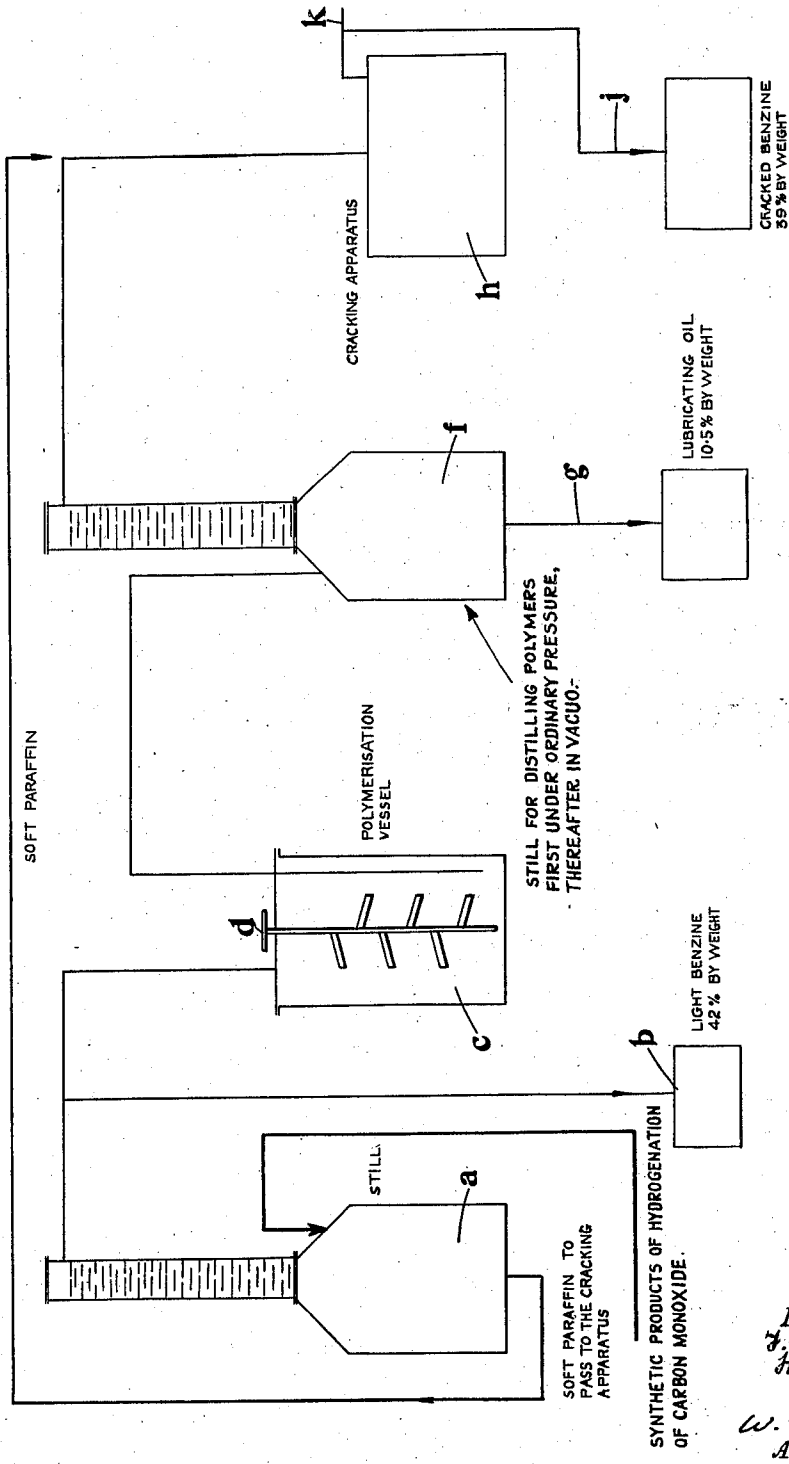 SOFT PARAFFIN
k
CRACKING APPARATUS
h
j
CRACKED BENZINE
39% BY WEIGHT
f
g
LUBRICATING OIL
10·5% BY WEIGHT
STILL FOR DISTILLING POLYMERS
FIRST UNDER ORDINARY PRESSURE,
THEREAFTER IN VACUO.-
POLYMERISATION
VESSEL
d
c
b
LIGHT BENZINE
42% BY WEIGHT
STILL
a
SOFT PARAFFIN TO
PASS TO THE CRACKING
APPARATUS
SYNTHETIC PRODUCTS OF HYDROGENATION
OF CARBON MONOXIDE.
W.
A